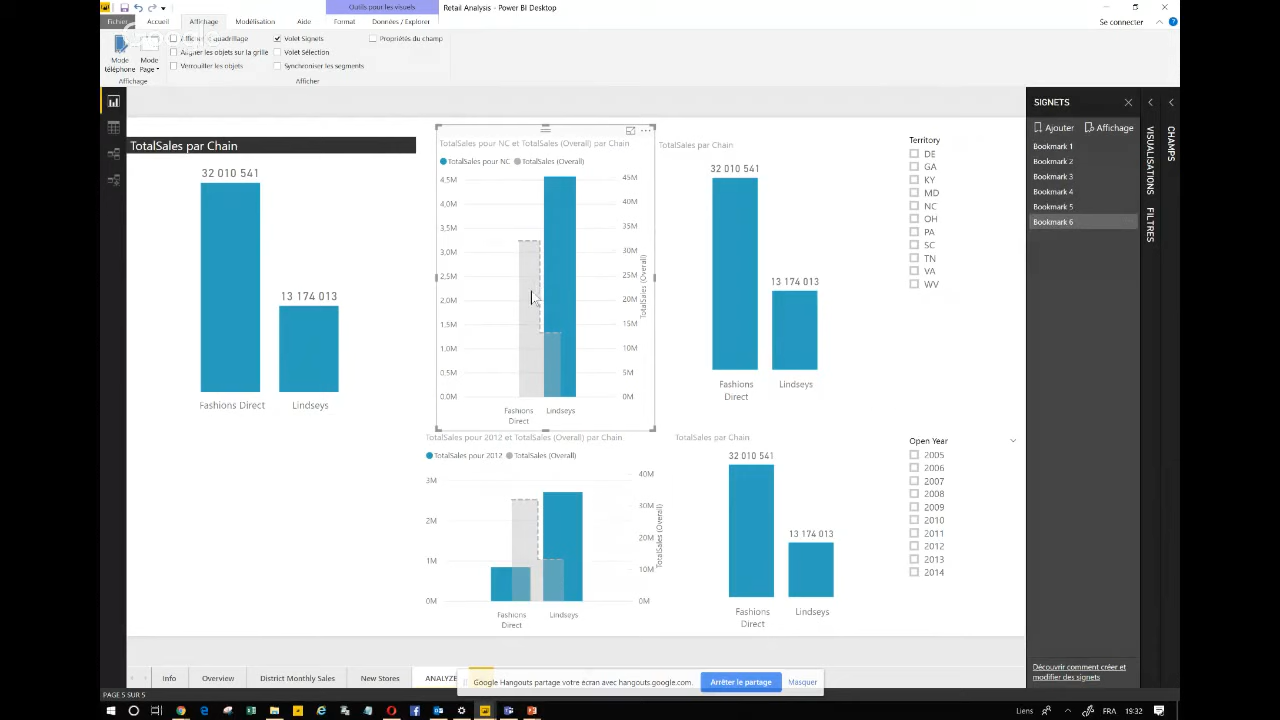 Outils pour les visuels
Retail Analysis - Power BI Desktop
Fichier Accueil Affichage Modélisation Aide Format Données / Explorer
Se connecter
Volet Signets
Propriétés du champ
Aligner les objets sur la grille
Volet Sélection
Verrouiller les objets
Synchroniser les segments
Mode téléphone
Mode Page
Affichage
Afficher
TotalSales par Chain
32 010 541
13 174 013
Fashions Direct
Lindseys
TotalSales pour NC et TotalSales (Overall) par Chain
TotalSales pour NC TotalSales (Overall)
4,5M
4,0M
3,5M
3,0M
2,5M
2,0M
1,5M
1,0M
0,5M
0,0M
45M
40M
35M
30M
25M
20M
15M
10M
5M
0M
TotalSales (Overall)
Fashions Direct
Lindseys
TotalSales par Chain
32 010 541
13 174 013
Fashions Direct
Lindseys
Territory
DE
GA
KY
MD
NC
OH
PA
SC
TN
VA
WV
TotalSales pour 2012 et TotalSales (Overall) par Chain
TotalSales pour 2012 TotalSales (Overall)
3M
2M
1M
0M
40M
30M
20M
10M
0M
TotalSales (Overall)
Fashions Direct
Lindseys
TotalSales par Chain
32 010 541
13 174 013
Fashions Direct
Lindseys
Open Year
2005
2006
2007
2008
2009
2010
2011
2012
2013
2014
SIGNETS
Ajouter Affichage
Bookmark 1
Bookmark 2
Bookmark 3
Bookmark 4
Bookmark 5
Bookmark 6
Découvrir comment créer et
modifier des signets
VISUALISATIONS
FILTRES
CHAMPS
Info Overview District Monthly Sales New Stores ANALYZE
Google Hangouts partage votre écran avec hangouts.google.com.
Arrêter le partage
Masquer
PAGE 5 SUR 5
Liens
FRA
19:32